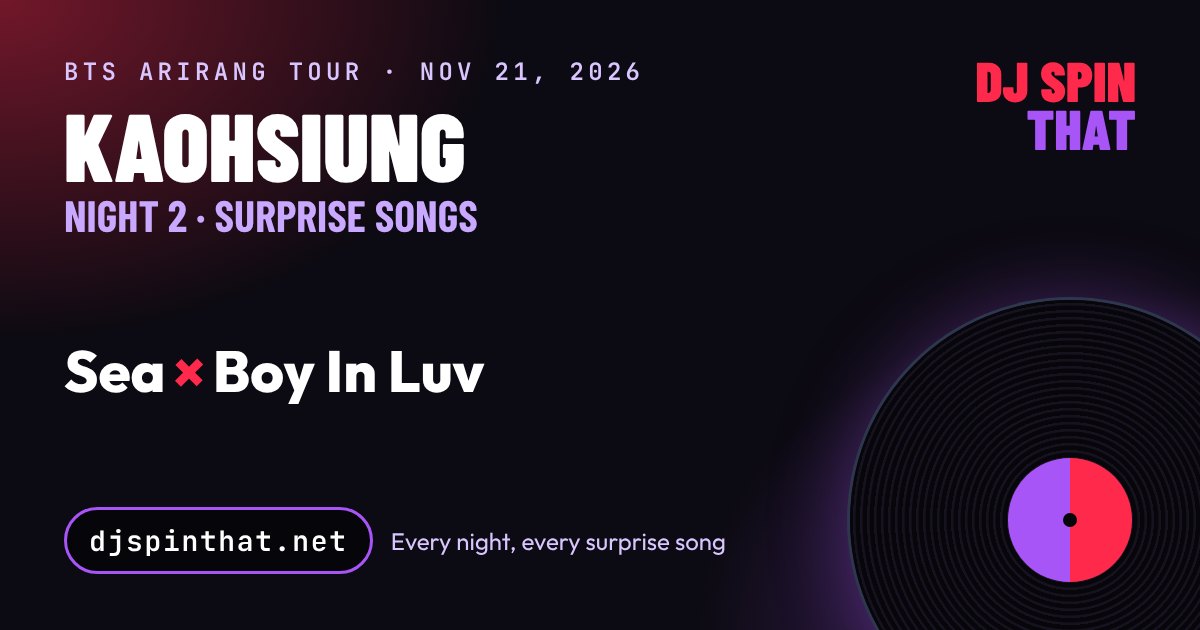 BTS ARIRANG TOUR · NOV 21, 2026
KAOHSIUNG
NIGHT 2 · SURPRISE SONGS
DJ SPIN
THAT
Sea × Boy In Luv
djspinthat.net
Every night, every surprise song